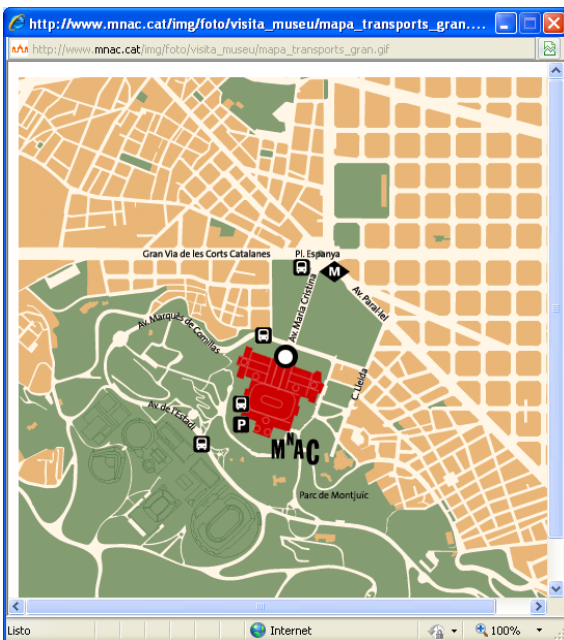 http://www.mnac.cat/img/foto/visita_museu/mapa_transports_gran....
http://www.mnac.cat/img/foto/visita_museu/mapa_transports_gran.gif
Gran Via de les Corts Catalanes
Pl. Espanya
M
Av. Maria Cristina
Av. Paral·lel
Av. Marquès de Comillas
C. Lleida
Av. de l'Estadi
P
MNAC
Parc de Montjuïc
Listo
Internet
100%